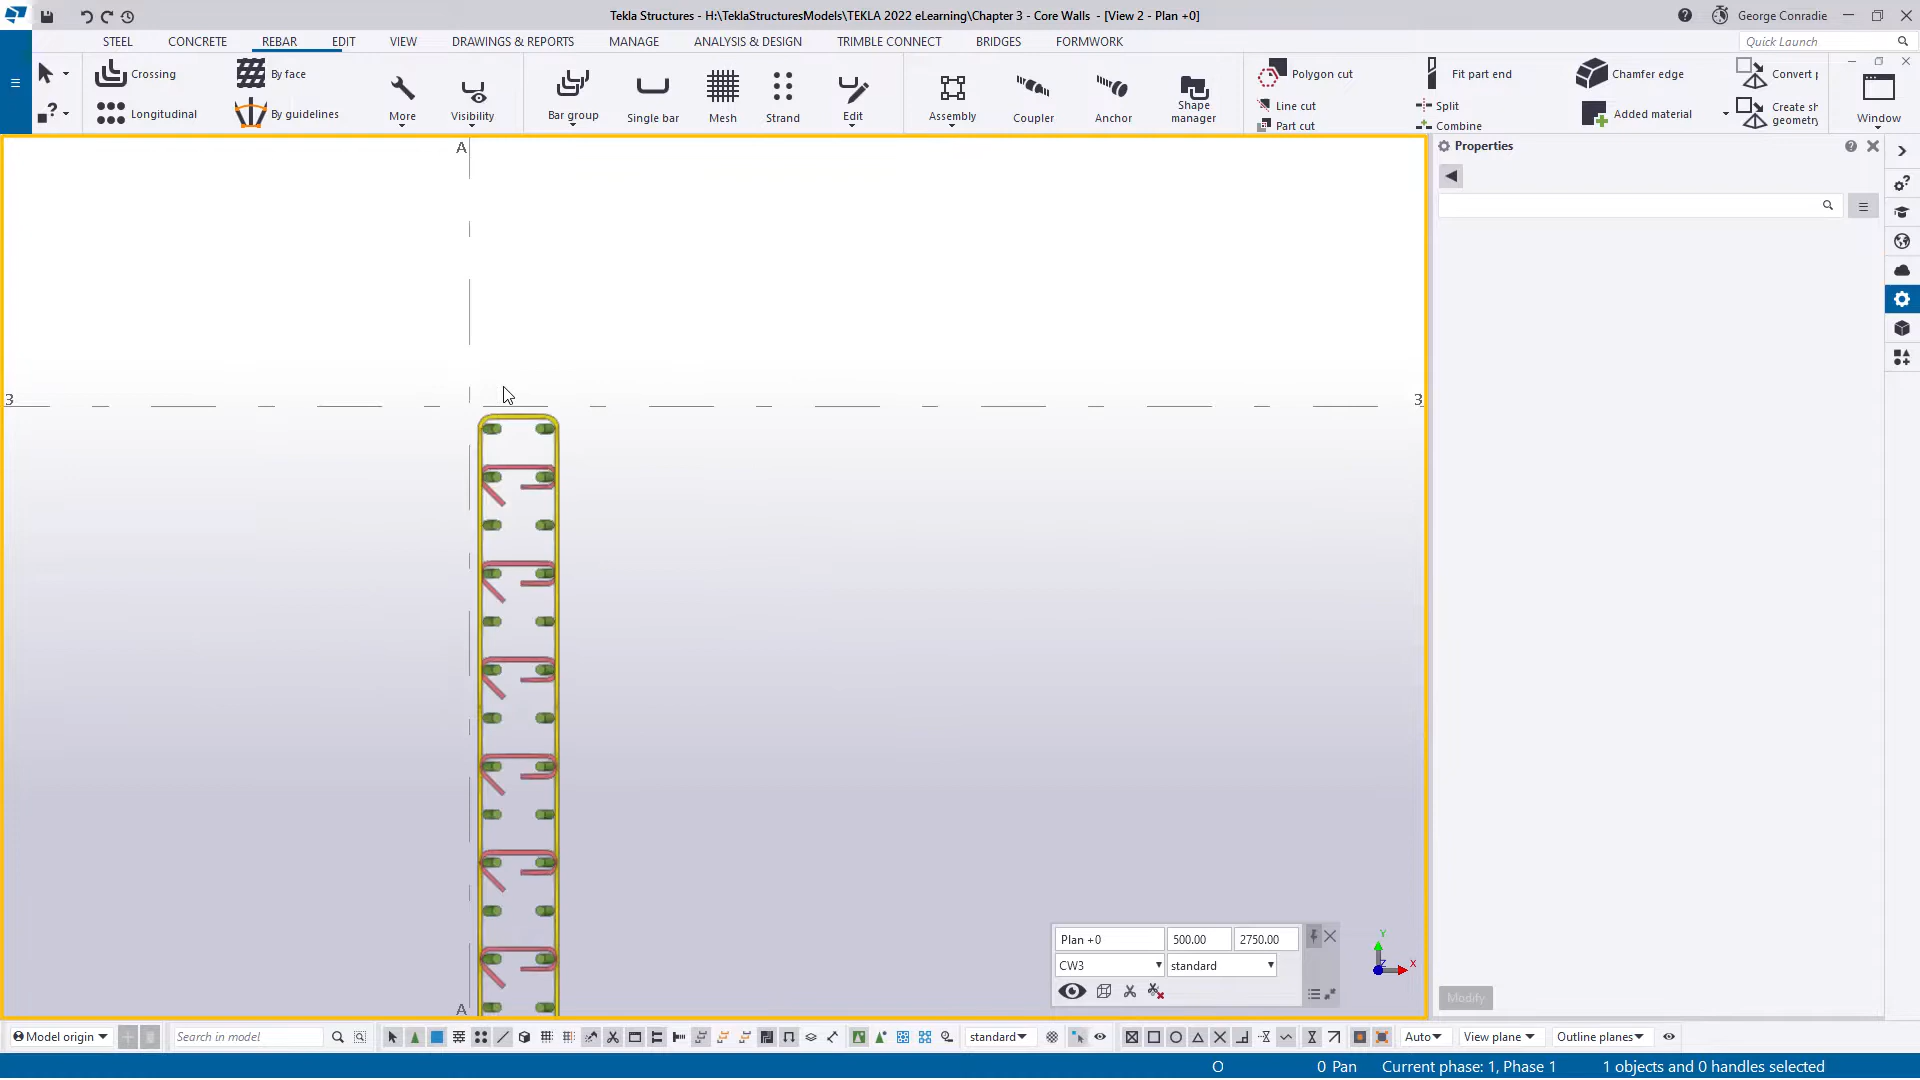 Tekla Structures - H:\TeklaStructuresModels\TEKLA 2022 eLearning\Chapter 3 - Core Walls - [View 2 - Plan +0]
George Conradie
STEEL CONCRETE REBAR EDIT VIEW DRAWINGS & REPORTS MANAGE ANALYSIS & DESIGN TRIMBLE CONNECT BRIDGES FORMWORK
Quick Launch
Crossing
Longitudinal
By face
By guidelines
More
Visibility
Bar group
Single bar
Mesh
Strand
Edit
Assembly
Coupler
Anchor
Shape
manager
Polygon cut
Line cut
Part cut
Fit part end
Split
Combine
Chamfer edge
Added material
Convert p
Create sh
geometry
Window
Properties
A
3
3
A
Plan +0 500.00 2750.00
CW3 standard
Y
Z
X
Modify
Model origin
Search in model
standard
Auto
View plane
Outline planes
O 0 Pan Current phase: 1, Phase 1 1 objects and 0 handles selected